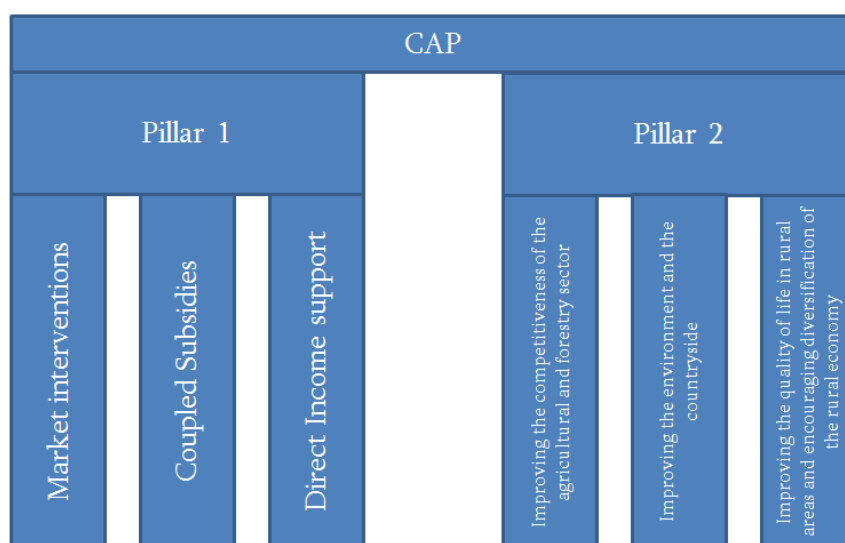 CAP
Pillar 1
Pillar 2
Market interventions
Coupled Subsidies
Direct Income support
Improving the competitiveness of the
agricultural and forestry sector
Improving the environment and the
countryside
Improving the quality of life in rural
areas and encouraging diversification of
the rural economy